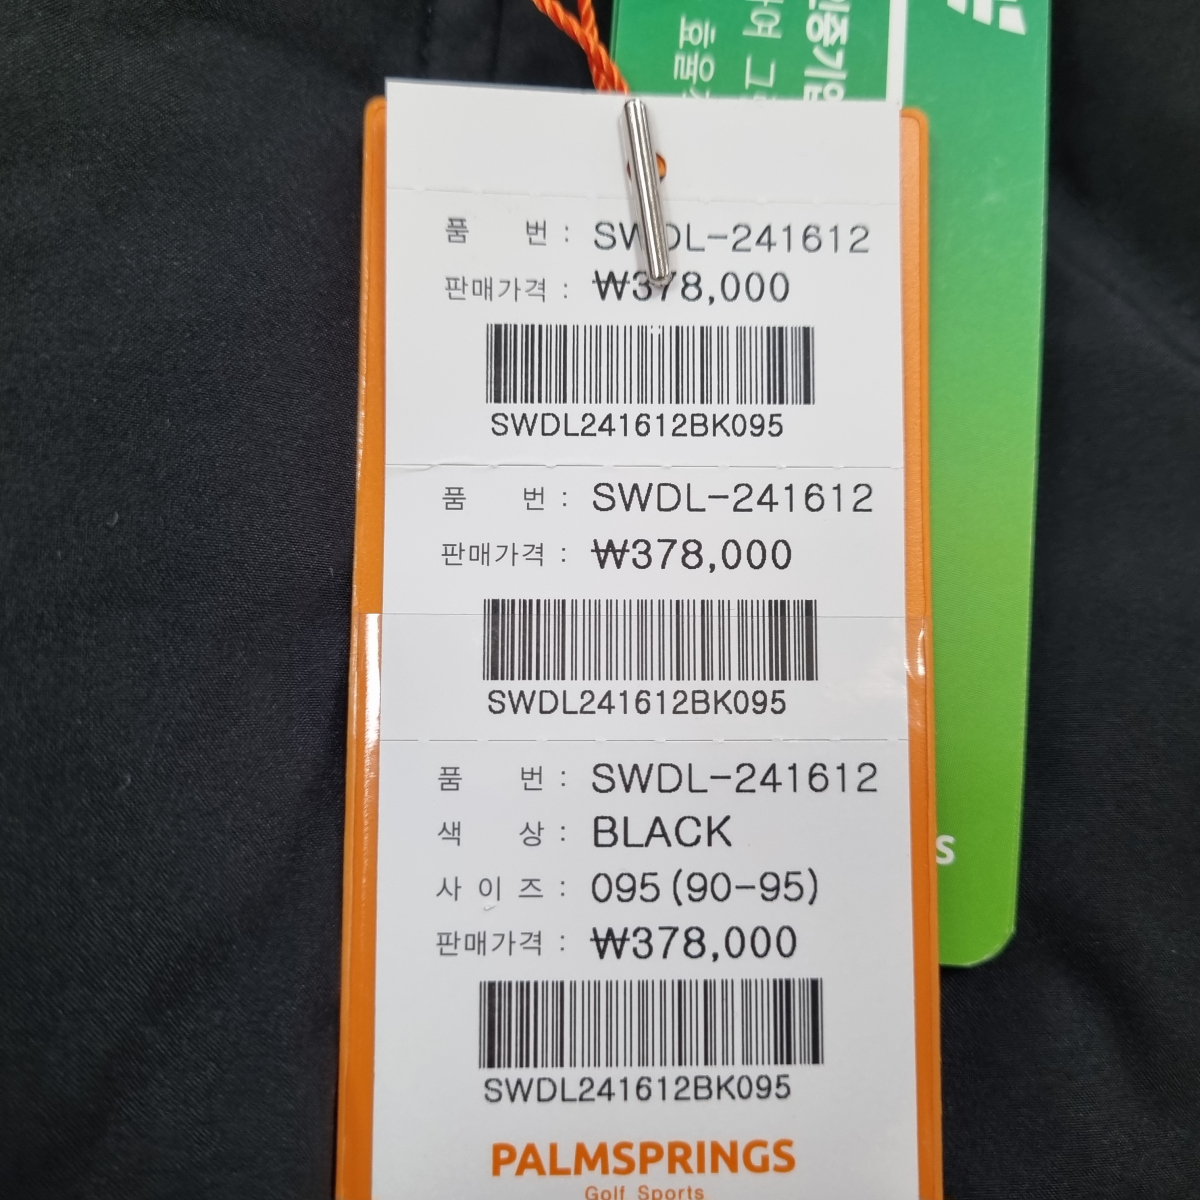 품 번 : SWDL-241612
판매가격 : ₩378,000
SWDL241612BK095
품 번 : SWDL-241612
판매가격 : ₩378,000
SWDL241612BK095
품 번 : SWDL-241612
색 상 : BLACK
사 이 즈 : 095 (90-95)
판매가격 : ₩378,000
SWDL241612BK095
PALMSPRINGS
Golf Sports